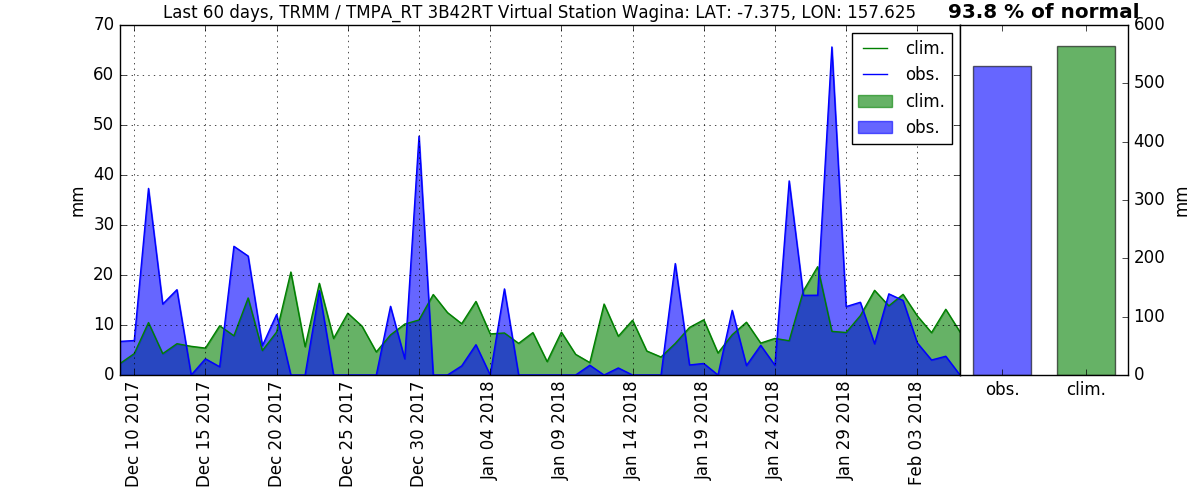 Last 60 days, TRMM / TMPA_RT 3B42RT Virtual Station Wagina: LAT: -7.375, LON: 157.625
93.8 % of normal
70
60
50
40
30
20
10
0
mm
clim.
obs.
clim.
obs.
Dec 10 2017
Dec 15 2017
Dec 20 2017
Dec 25 2017
Dec 30 2017
Jan 04 2018
Jan 09 2018
Jan 14 2018
Jan 19 2018
Jan 24 2018
Jan 29 2018
Feb 03 2018
600
500
400
300
200
100
0
mm
obs.
clim.